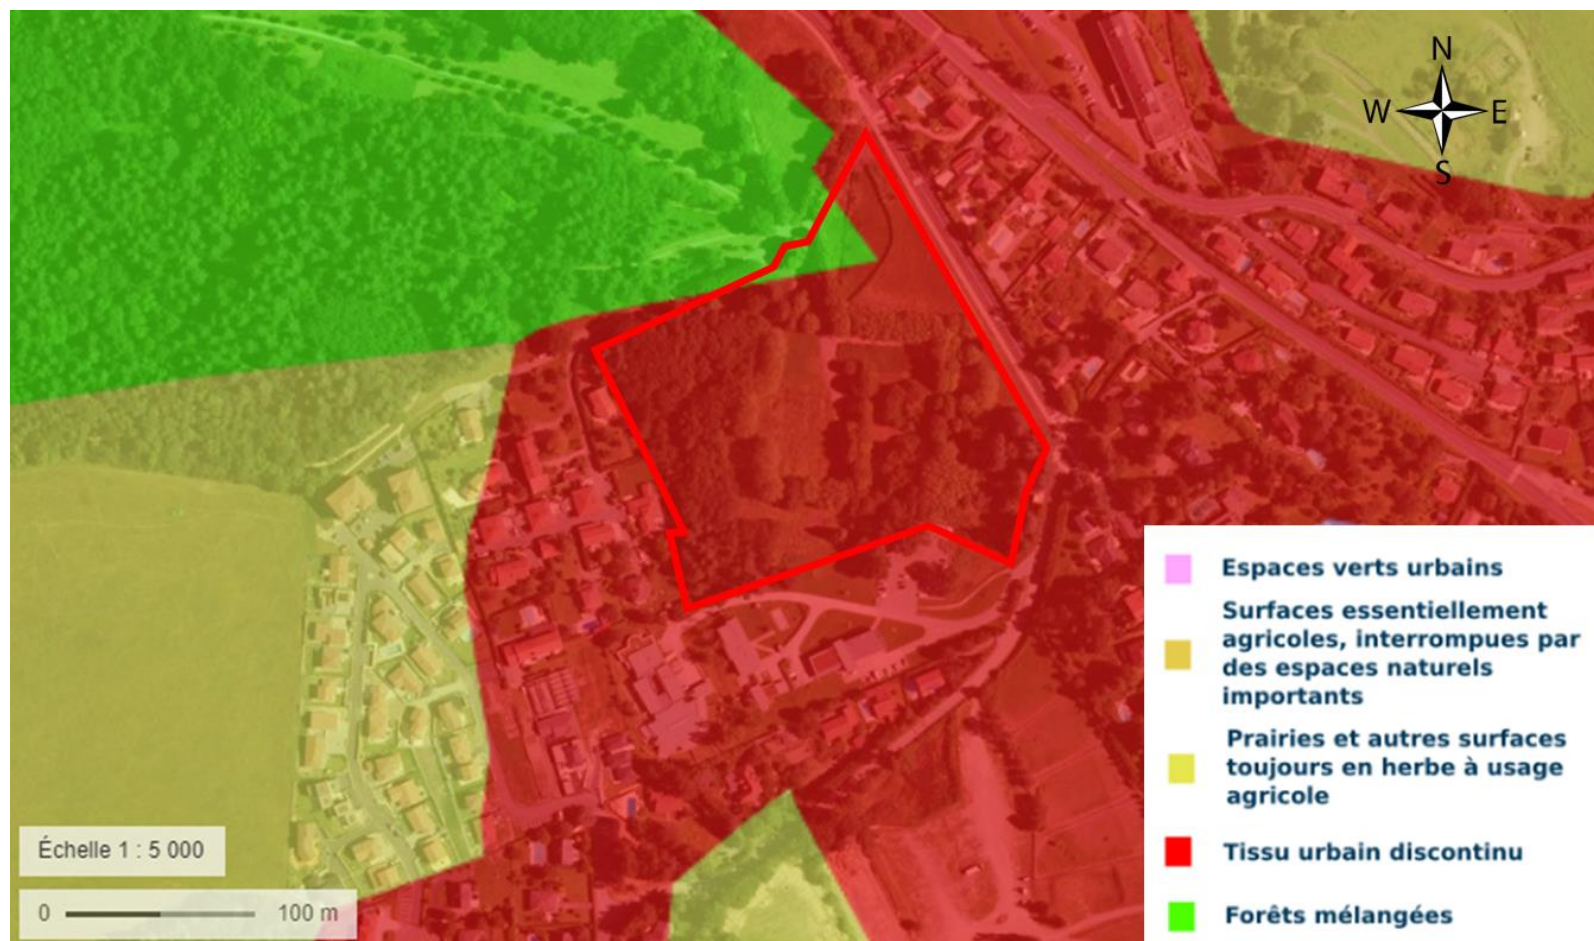 N
W E
S
Espaces verts urbains
Surfaces essentiellement
agricoles, interrompues par
des espaces naturels
importants
Prairies et autres surfaces
toujours en herbe à usage
agricole
Tissu urbain discontinu
Forêts mélangées
Échelle 1 : 5 000
0 100 m